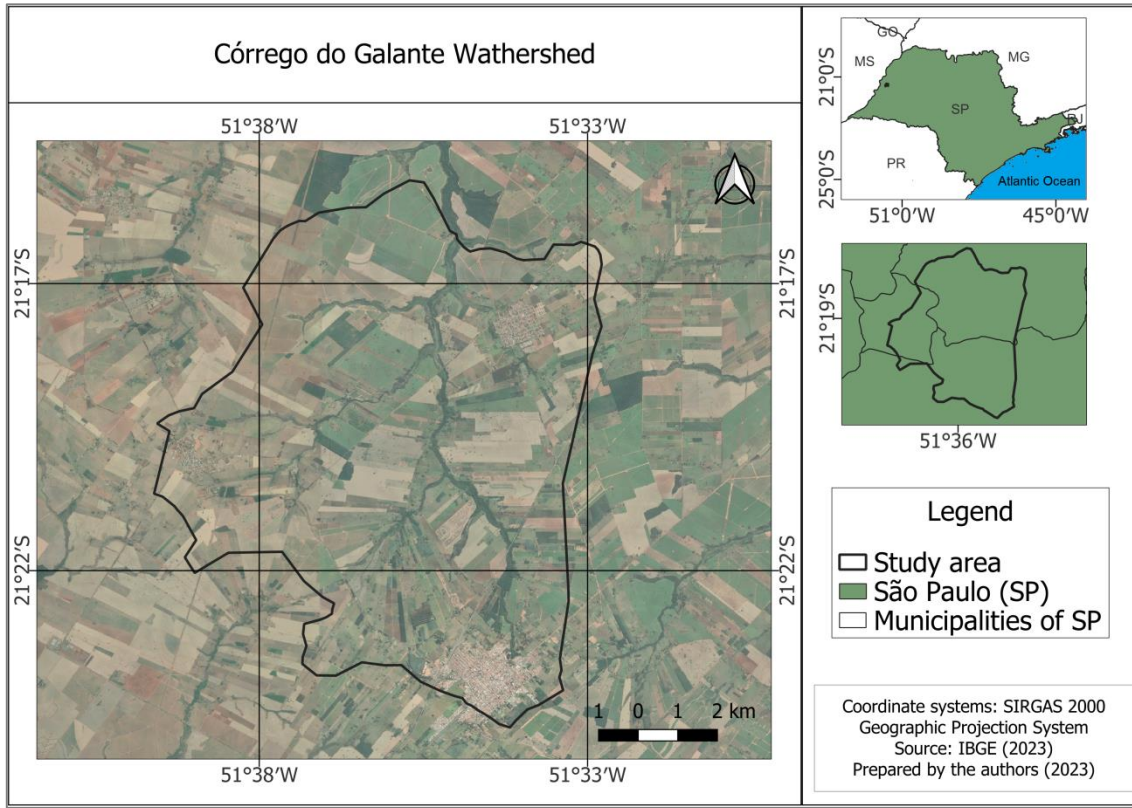 Córrego do Galante Wathershed
51°38′W
51°33′W
21°17′S
21°17′S
21°22′S
21°22′S
1 0 1 2 km
51°38′W
51°33′W
GO
MS
MG
SP
RJ
PR
Atlantic Ocean
21°0′S
25°0′S
51°0′W
45°0′W
21°19′S
51°36′W
Legend
Study area
São Paulo (SP)
Municipalities of SP
Coordinate systems: SIRGAS 2000
Geographic Projection System
Source: IBGE (2023)
Prepared by the authors (2023)